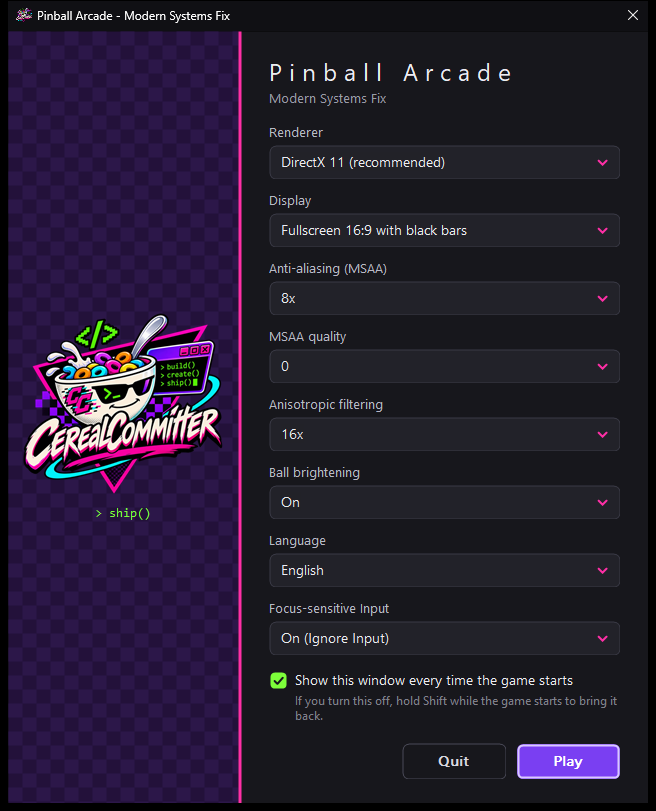 Pinball Arcade - Modern Systems Fix
Pinball Arcade
Modern Systems Fix
Renderer
DirectX 11 (recommended)
Display
Fullscreen 16:9 with black bars
Anti-aliasing (MSAA)
8x
MSAA quality
0
Anisotropic filtering
16x
Ball brightening
On
Language
English
Focus-sensitive Input
On (Ignore Input)
Show this window every time the game starts
If you turn this off, hold Shift while the game starts to bring it
back.
Quit
Play
</>
> build()
> create()
> ship()
CC
>_
CEREALCOMMITTER
> ship()